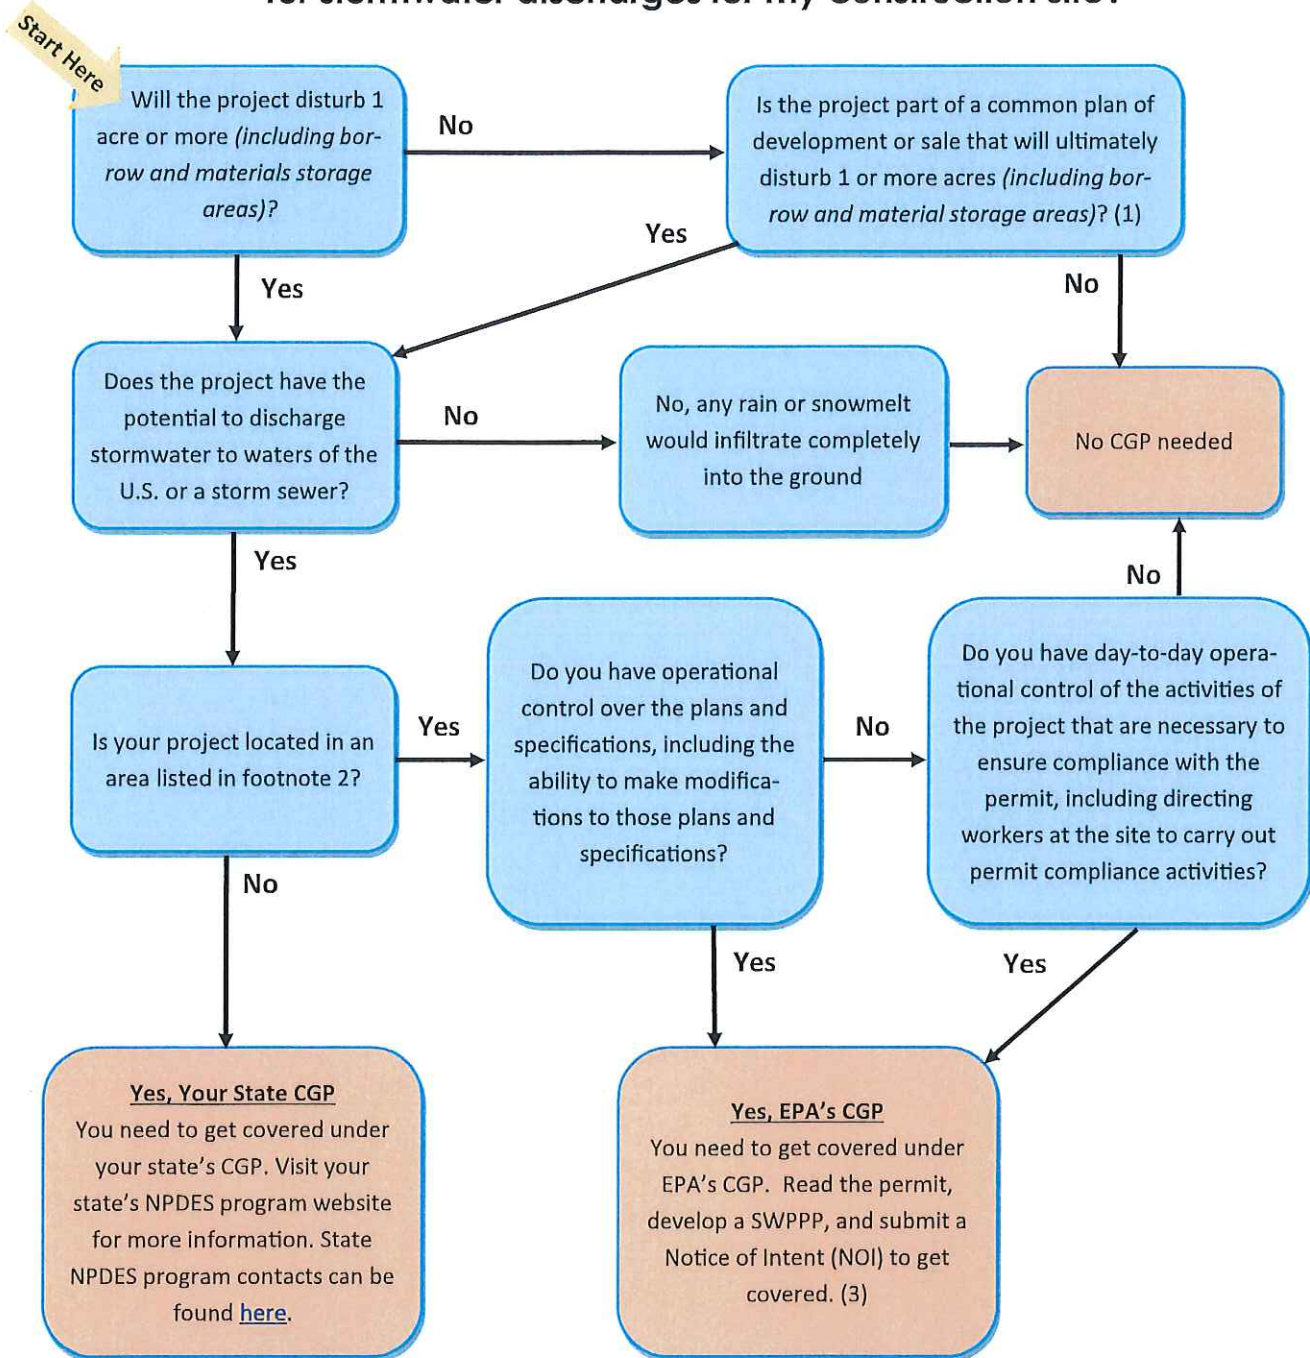 for stormwater discharges for my construction site?
Start Here
Will the project disturb 1
acre or more (including bor-
row and materials storage
areas)?
No
Is the project part of a common plan of
development or sale that will ultimately
disturb 1 or more acres (including bor-
row and material storage areas)? (1)
Yes
Yes
No
Does the project have the
potential to discharge
stormwater to waters of the
U.S. or a storm sewer?
No
No, any rain or snowmelt
would infiltrate completely
into the ground
No CGP needed
Yes
No
Is your project located in an
area listed in footnote 2?
Yes
Do you have operational
control over the plans and
specifications, including the
ability to make modifica-
tions to those plans and
specifications?
No
Do you have day-to-day opera-
tional control of the activities of
the project that are necessary to
ensure compliance with the
permit, including directing
workers at the site to carry out
permit compliance activities?
No
Yes
Yes
Yes, Your State CGP
You need to get covered under
your state's CGP. Visit your
state's NPDES program website
for more information. State
NPDES program contacts can be
found here.
Yes, EPA's CGP
You need to get covered under
EPA's CGP. Read the permit,
develop a SWPPP, and submit a
Notice of Intent (NOI) to get
covered. (3)